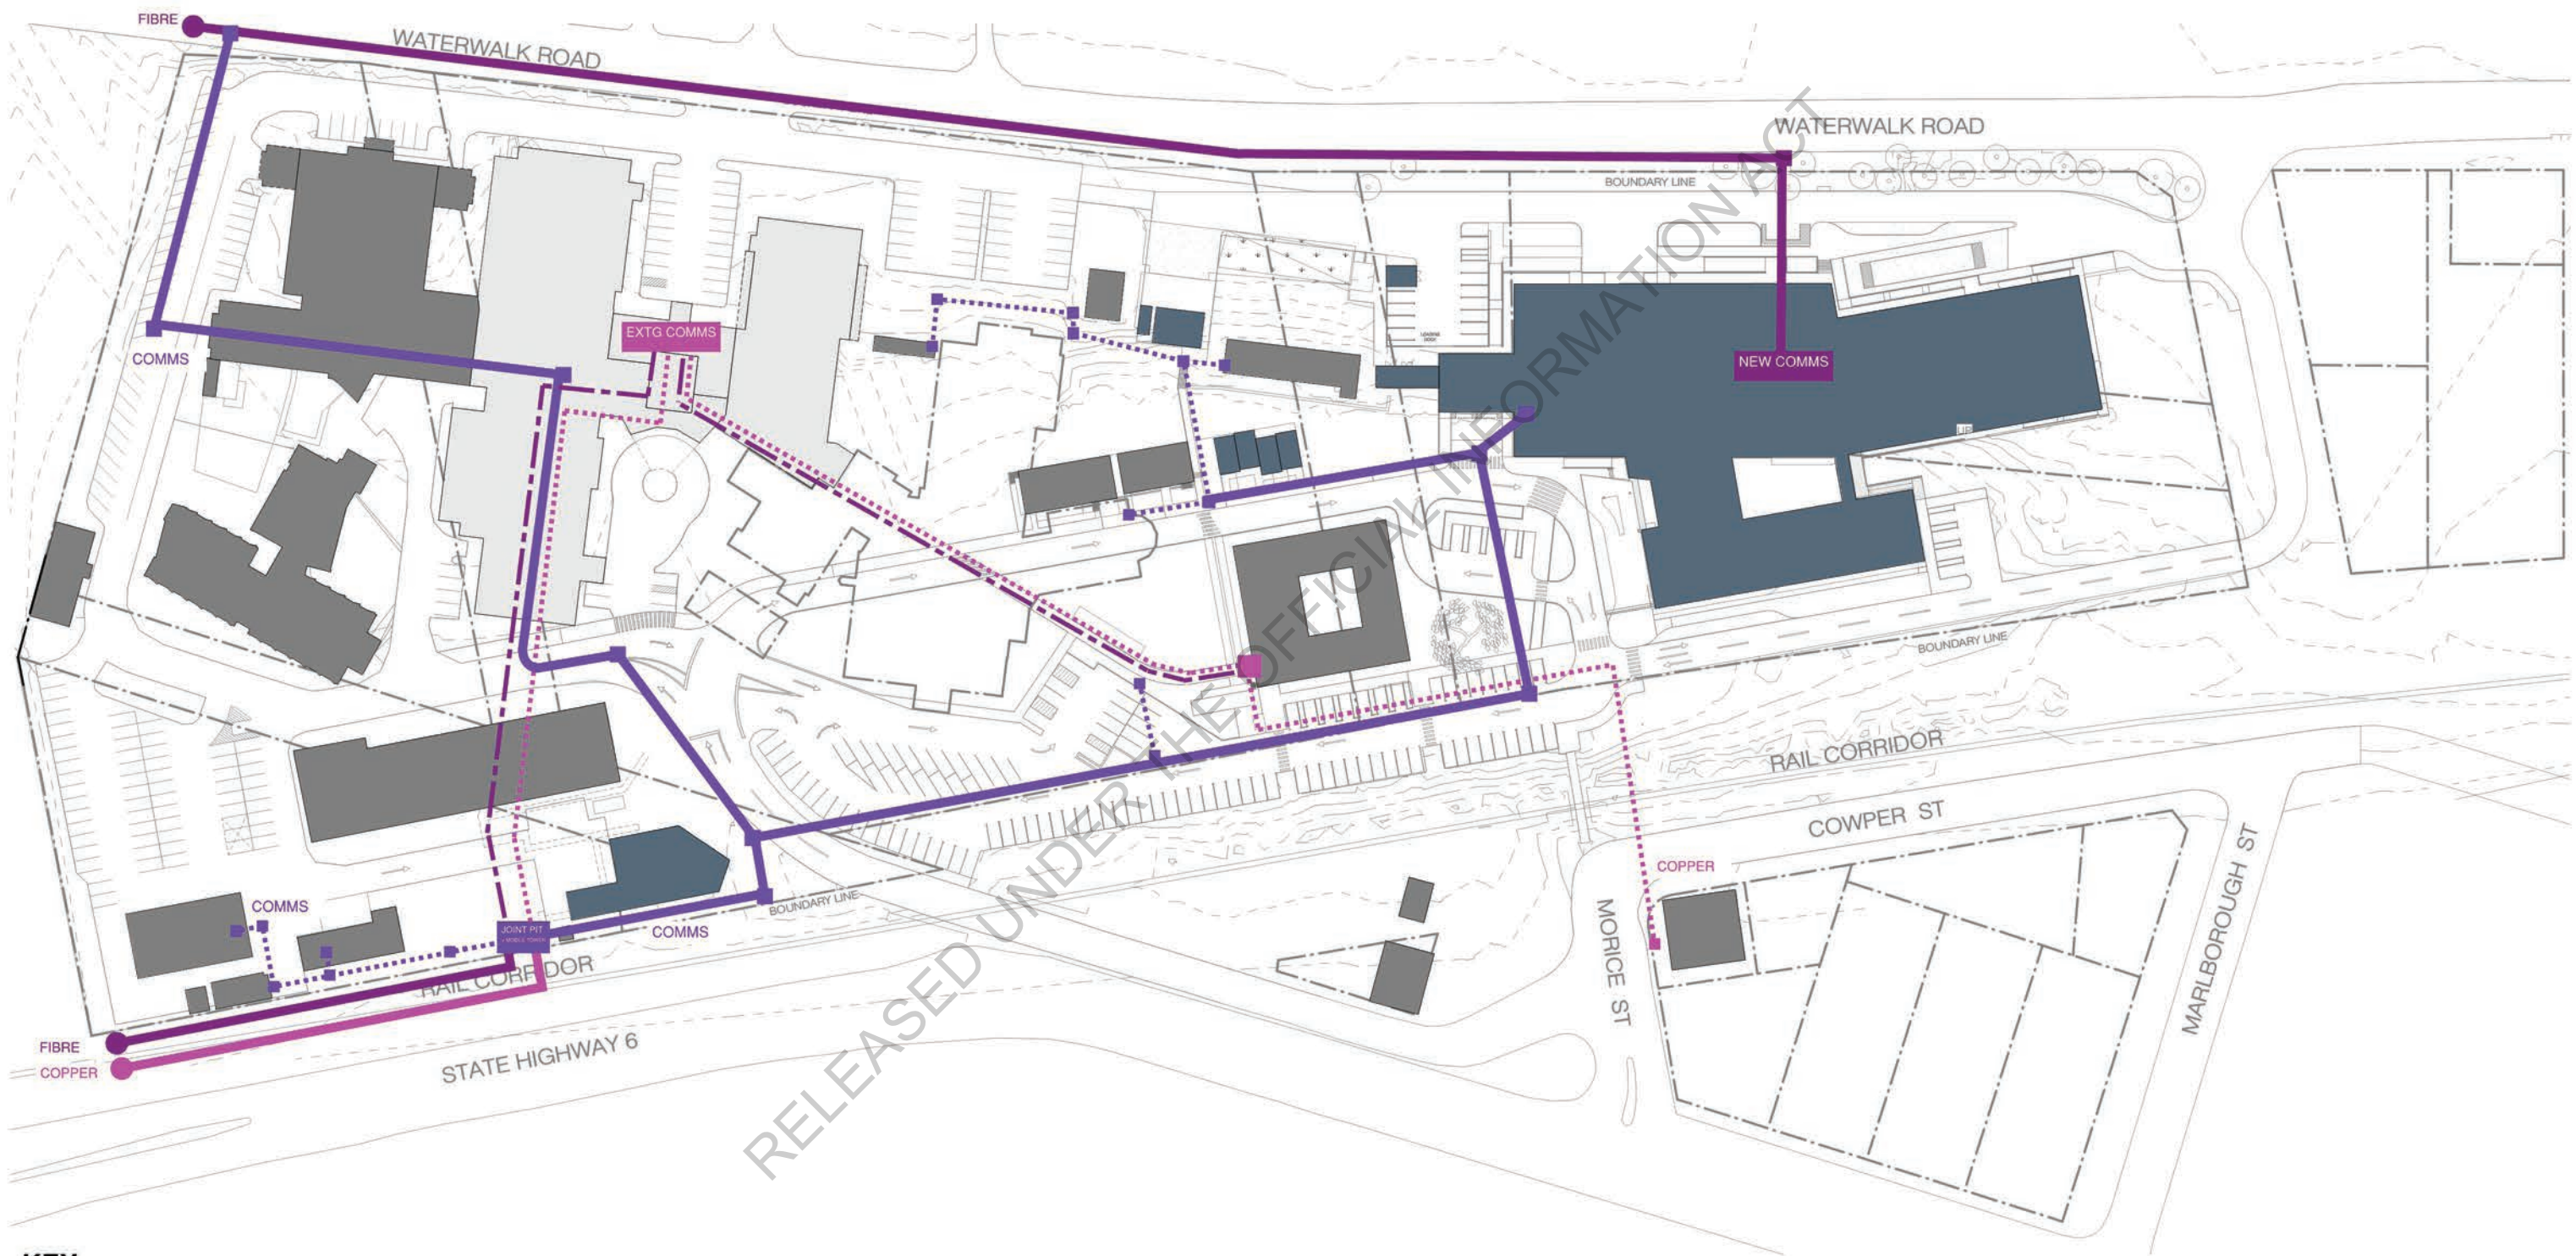 FIBRE
WATERWALK ROAD
WATERWALK ROAD
BOUNDARY LINE
EXTG COMMS
COMMS
NEW COMMS
BOUNDARY LINE
RAIL CORRIDOR
COWPER ST
COPPER
MARLBOROUGH ST
MORICE ST
BOUNDARY LINE
COMMS
JOINT PIT
COMMS
RAIL CORRIDOR
FIBRE
COPPER
STATE HIGHWAY 6
RELEASED UNDER THE OFFICIAL INFORMATION ACT